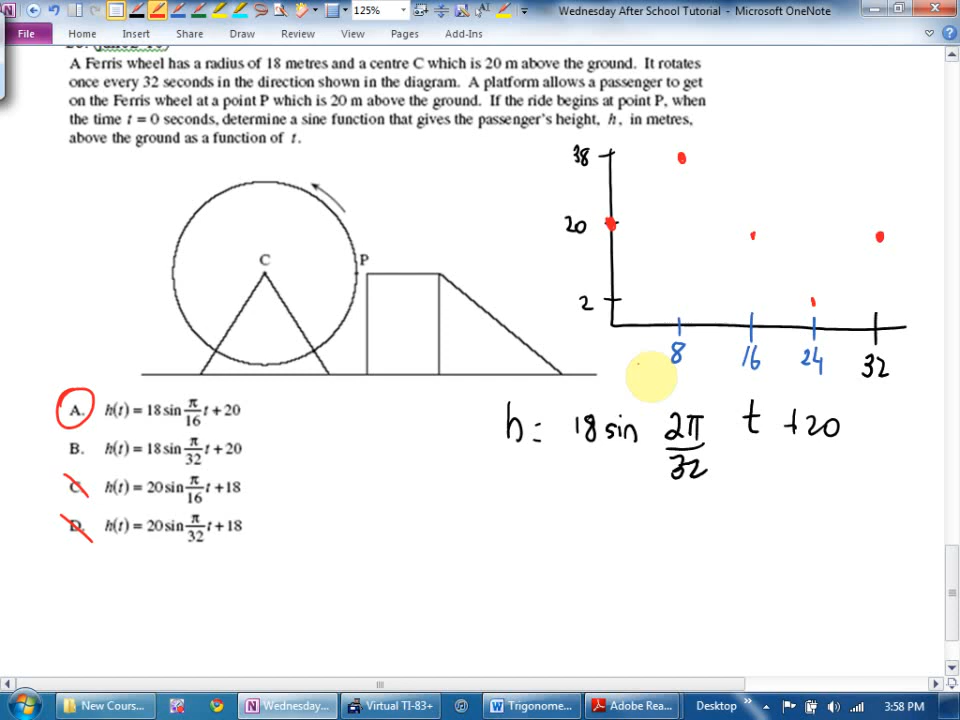 125%
Wednesday After School Tutorial - Microsoft OneNote
File Home Insert Share Draw Review View Pages Add-Ins
A Ferris wheel has a radius of 18 metres and a centre C which is 20 m above the ground. It rotates
once every 32 seconds in the direction shown in the diagram. A platform allows a passenger to get
on the Ferris wheel at a point P which is 20 m above the ground. If the ride begins at point P, when
the time t = 0 seconds, determine a sine function that gives the passenger's height, h, in metres,
above the ground as a function of t.
C
P
38
20
2
8 16 24 32
A. h(t) = 18 sin π/16 t + 20
B. h(t) = 18 sin π/32 t + 20
C. h(t) = 20 sin π/16 t + 18
D. h(t) = 20 sin π/32 t + 18
h = 18 sin 2π/32 t + 20
New Cours... Wednesday... Virtual TI-83+ Trigonome... Adobe Rea... Desktop 3:58 PM